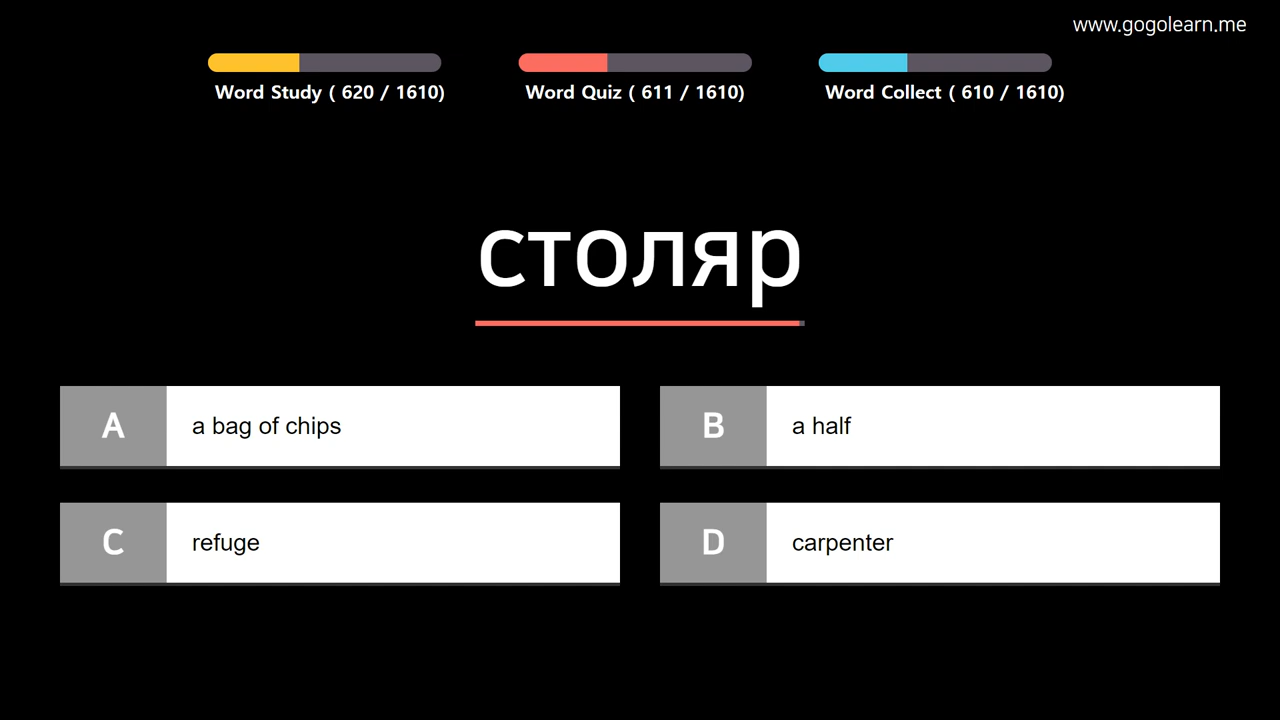 www.gogolearn.me
Word Study ( 620 / 1610)
Word Quiz ( 611 / 1610)
Word Collect ( 610 / 1610)
столяр
A a bag of chips
B a half
C refuge
D carpenter